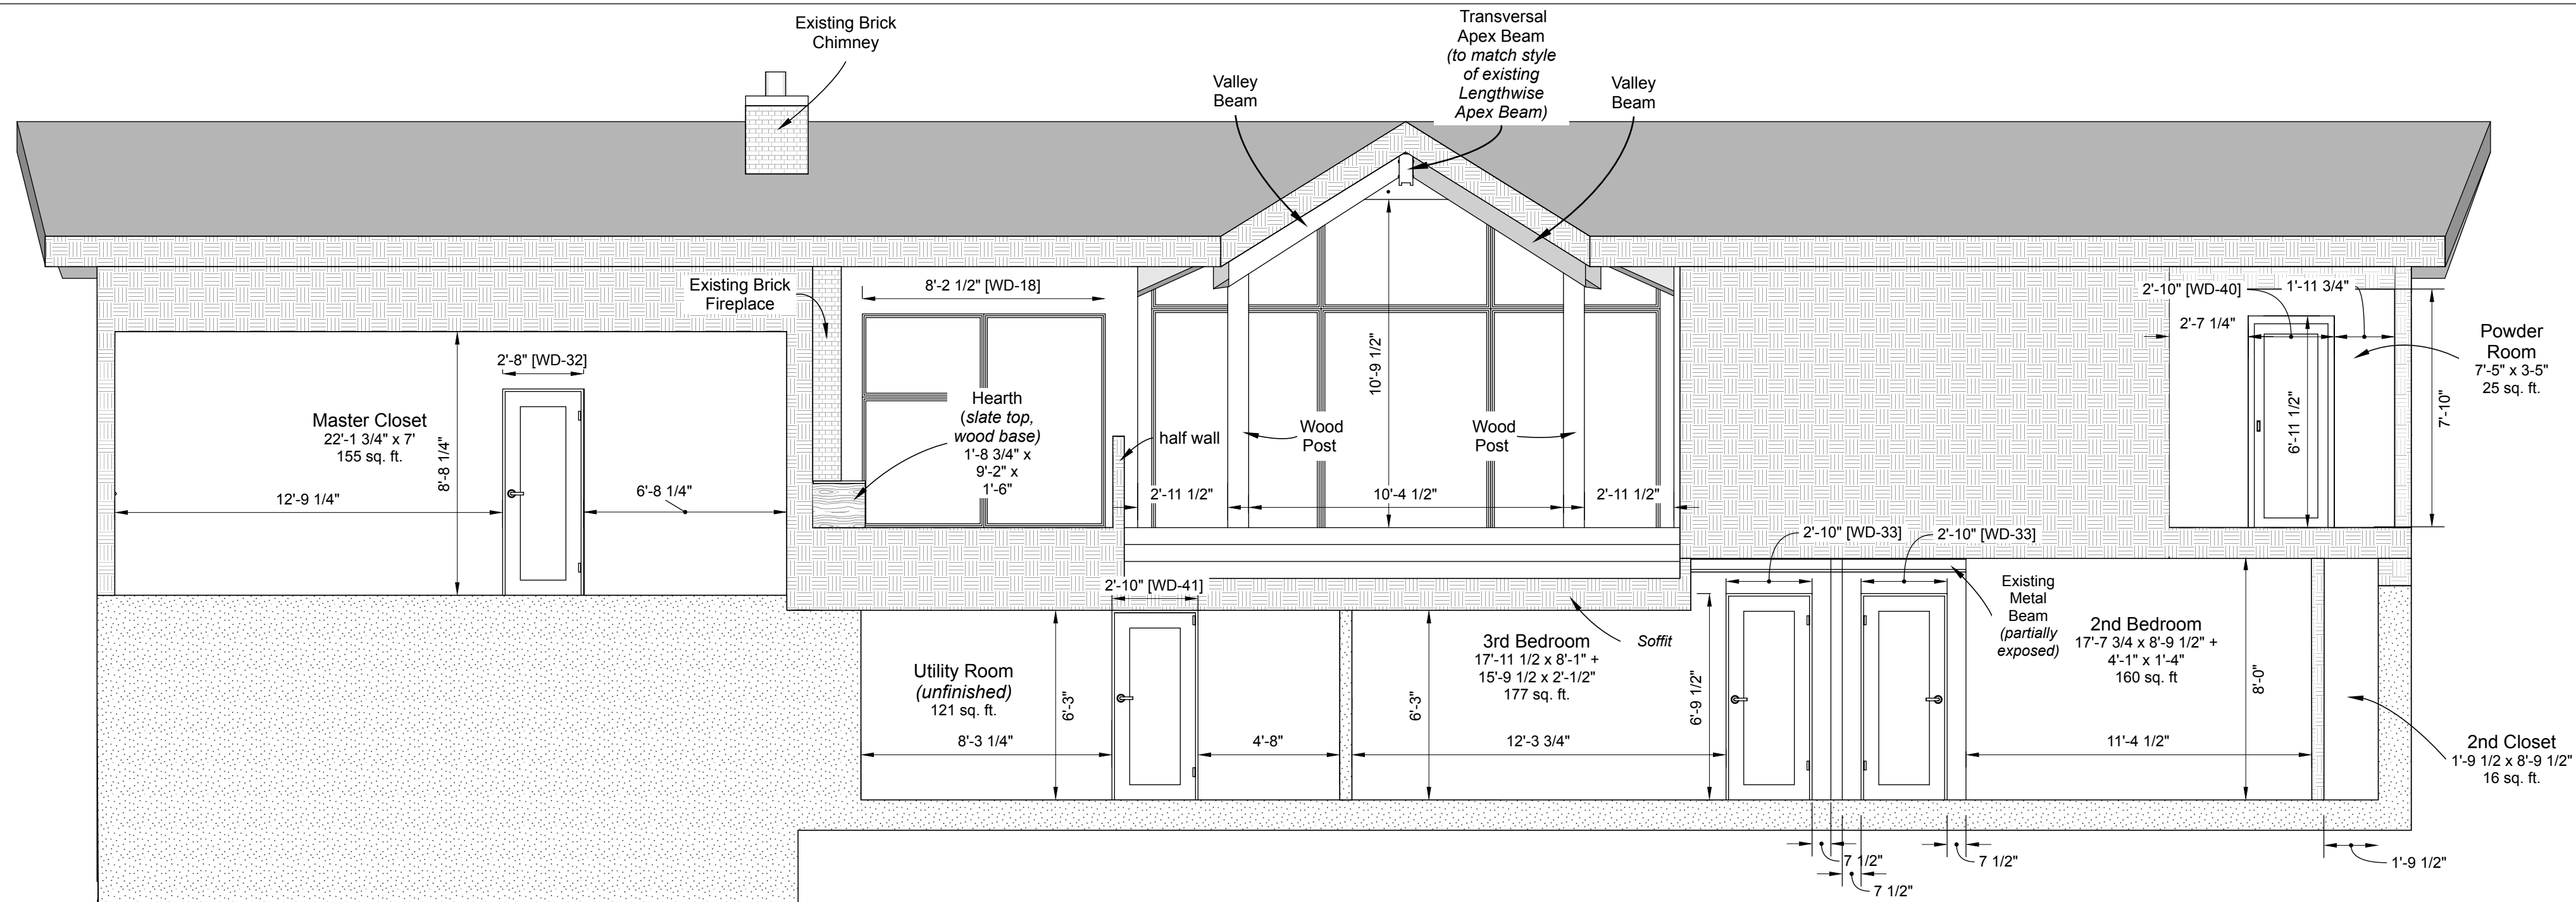 Existing Brick
Chimney
Transversal
Apex Beam
(to match style
of existing
Lengthwise
Apex Beam)
Valley
Beam
Valley
Beam
Existing Brick
Fireplace
8'-2 1/2" [WD-18]
2'-10" [WD-40]
1'-11 3/4"
2'-7 1/4"
Powder
Room
7'-5" x 3-5"
25 sq. ft.
2'-8" [WD-32]
Master Closet
22'-1 3/4" x 7'
155 sq. ft.
8'-8 1/4"
12'-9 1/4"
6'-8 1/4"
Hearth
(slate top,
wood base)
1'-8 3/4" x
9'-2" x
1'-6"
half wall
10'-9 1/2"
Wood
Post
Wood
Post
2'-11 1/2"
10'-4 1/2"
2'-11 1/2"
6'-11 1/2"
7'-10"
2'-10" [WD-33]
2'-10" [WD-33]
2'-10" [WD-41]
Existing
Metal
Beam
(partially
exposed)
Soffit
Utility Room
(unfinished)
121 sq. ft.
6'-3"
8'-3 1/4"
4'-8"
6'-3"
3rd Bedroom
17'-11 1/2 x 8'-1" +
15'-9 1/2 x 2'-1/2"
177 sq. ft.
12'-3 3/4"
6'-9 1/2"
2nd Bedroom
17'-7 3/4 x 8'-9 1/2" +
4'-1" x 1'-4"
160 sq. ft
8'-0"
11'-4 1/2"
2nd Closet
1'-9 1/2 x 8'-9 1/2"
16 sq. ft.
7 1/2"
7 1/2"
7 1/2"
1'-9 1/2"